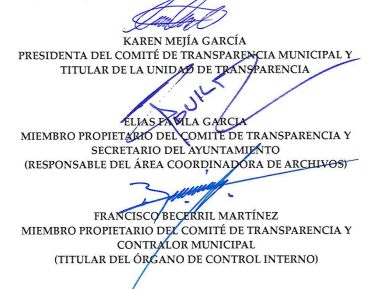 KAREN MEJÍA GARCÍA
PRESIDENTA DEL COMITÉ DE TRANSPARENCIA MUNICIPAL Y
TITULAR DE LA UNIDAD DE TRANSPARENCIA
ELIAS FAVILA GARCIA
MIEMBRO PROPIETARIO DEL COMITÉ DE TRANSPARENCIA Y
SECRETARIO DEL AYUNTAMIENTO
(RESPONSABLE DEL ÁREA COORDINADORA DE ARCHIVOS)
FRANCISCO BECERRIL MARTÍNEZ
MIEMBRO PROPIETARIO DEL COMITÉ DE TRANSPARENCIA Y
CONTRALOR MUNICIPAL
(TITULAR DEL ÓRGANO DE CONTROL INTERNO)